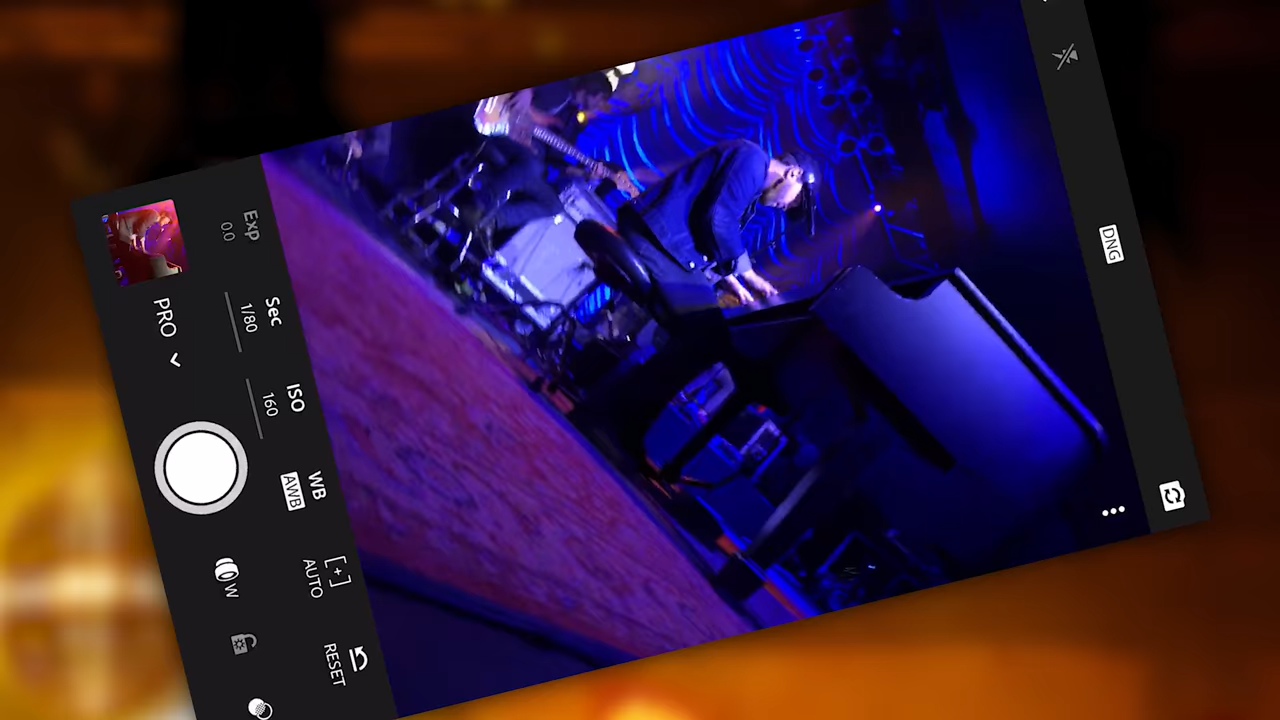 DNG
Exp
0.0
Sec
1/80
ISO
160
WB
AWB
[+]
AUTO
RESET
PRO
W